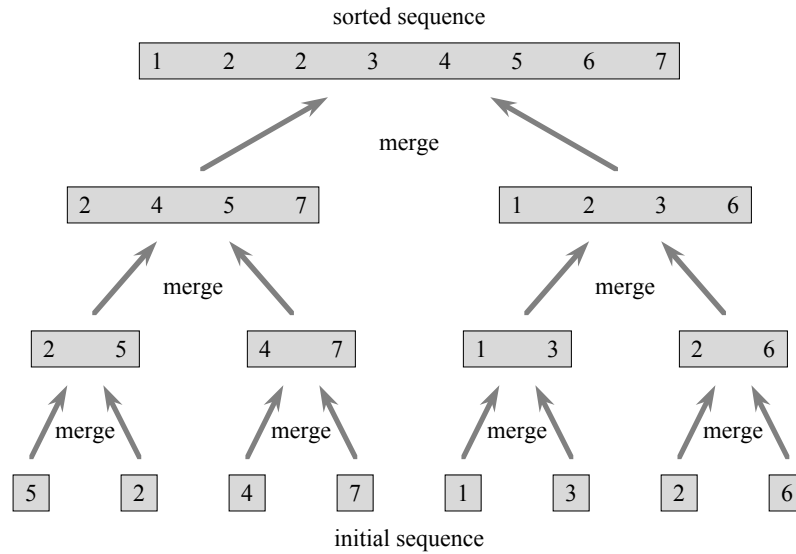 sorted sequence
1 2 2 3 4 5 6 7
merge
2 4 5 7 1 2 3 6
merge merge
2 5 4 7 1 3 2 6
merge merge merge merge
5 2 4 7 1 3 2 6
initial sequence